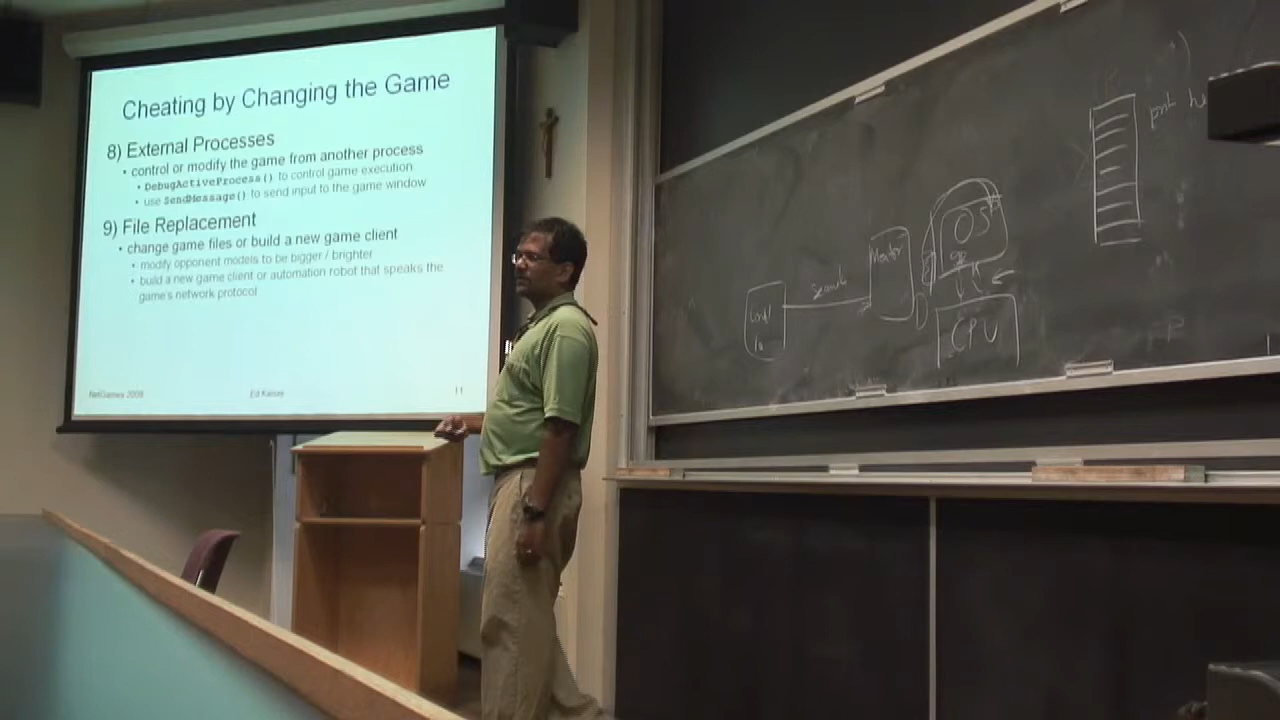 Cheating by Changing the Game
8) External Processes
• control or modify the game from another process
• DebugActiveProcess() to control game execution
• use SendMessage() to send input to the game window
9) File Replacement
• change game files or build a new game client
• modify opponent models to be bigger / brighter
• build a new game client or automation robot that speaks the
game's network protocol
NetGames 2008
Ed Kaiser
11
OS
CPU